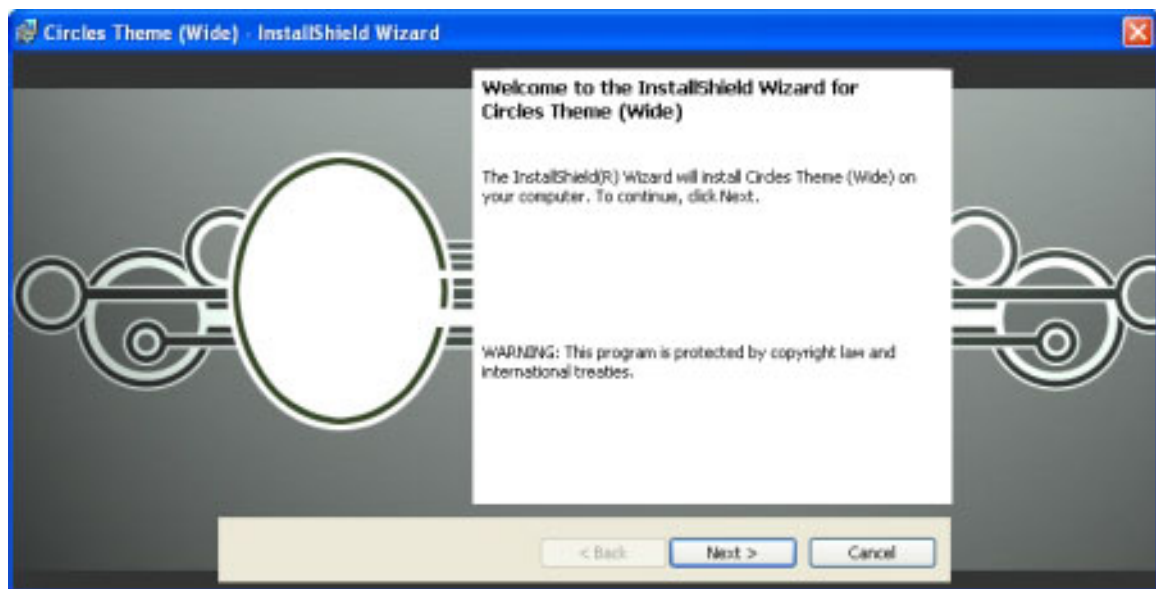 Circles Theme (Wide) - InstallShield Wizard
Welcome to the InstallShield Wizard for
Circles Theme (Wide)
The InstallShield(R) Wizard will install Circles Theme (Wide) on
your computer. To continue, click Next.
WARNING: This program is protected by copyright law and
international treaties.
< Back
Next >
Cancel